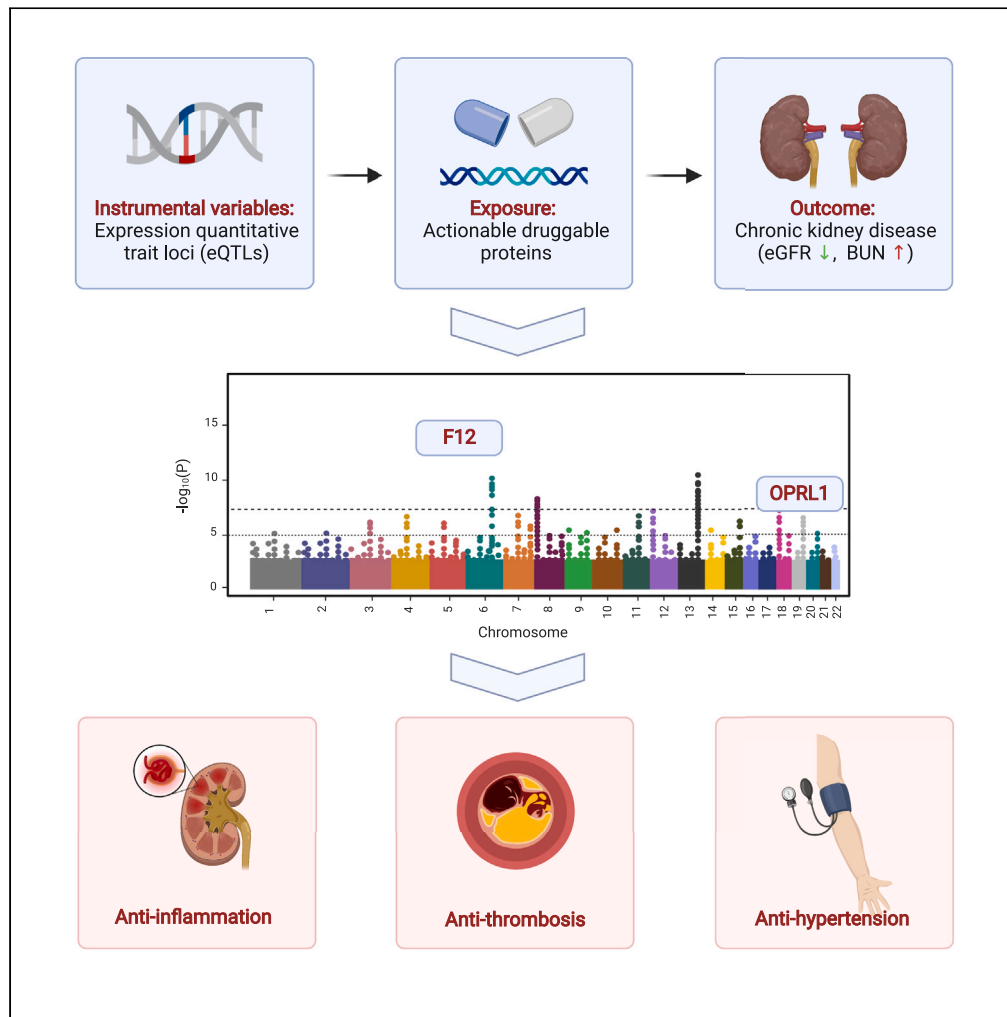 Instrumental variables:
Expression quantitative
trait loci (eQTLs)
Exposure:
Actionable druggable
proteins
Outcome:
Chronic kidney disease
(eGFR ↓, BUN ↑)
15
10
5
0
-log₁₀(P)
F12
OPRL1
1 2 3 4 5 6 7 8 9 10 11 12 13 14 15 16 17 18 19 20 21 22
Chromosome
Anti-inflammation
Anti-thrombosis
Anti-hypertension